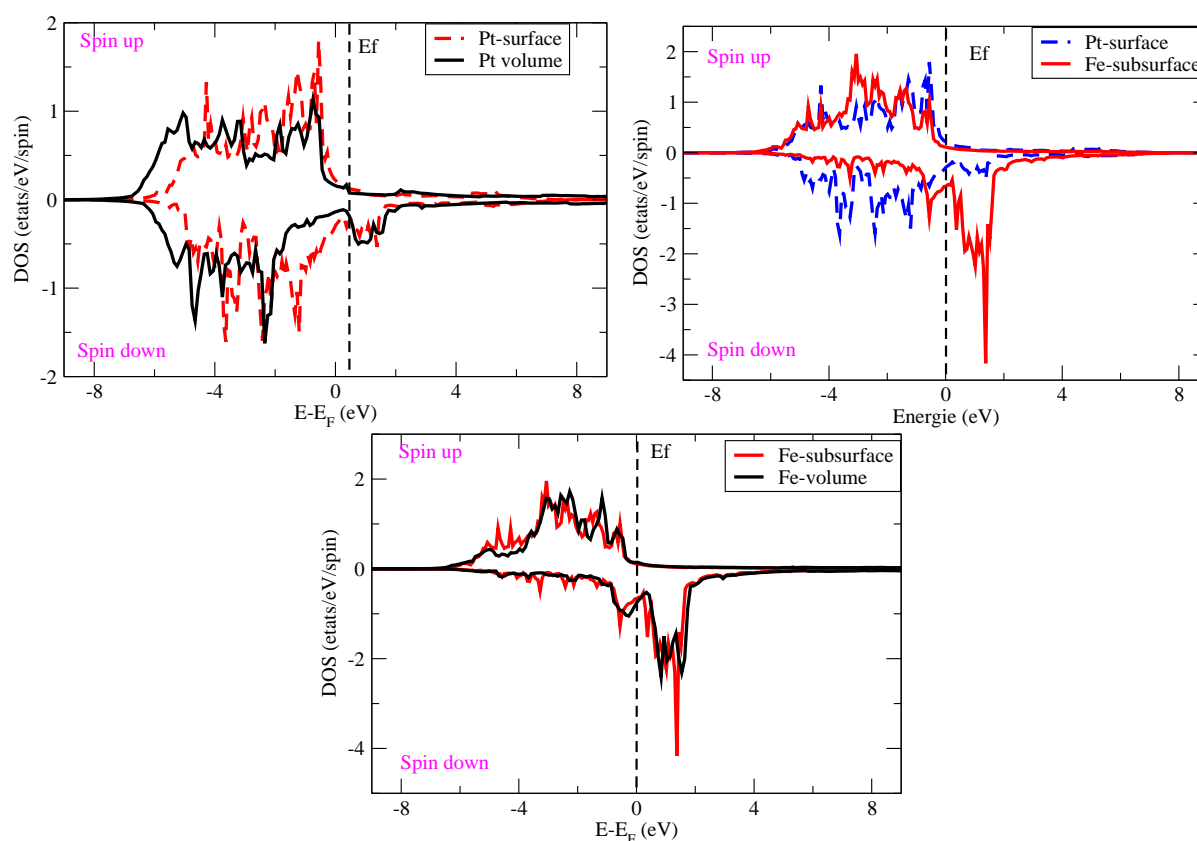 Spin up
Ef
Pt-surface
Pt volume
2
1
0
-1
-2
DOS (etats/eV/spin)
Spin down
-8
-4
0
4
8
E-E_F (eV)
Spin up
Ef
Pt-surface
Fe-subsurface
2
1
0
-1
-2
-3
-4
DOS (etats/eV/spin)
Spin down
-8
-4
0
4
8
Energie (eV)
Spin up
Ef
Fe-subsurface
Fe-volume
2
0
-2
-4
DOS (etats/eV/spin)
Spin down
-8
-4
0
4
8
E-E_F (eV)